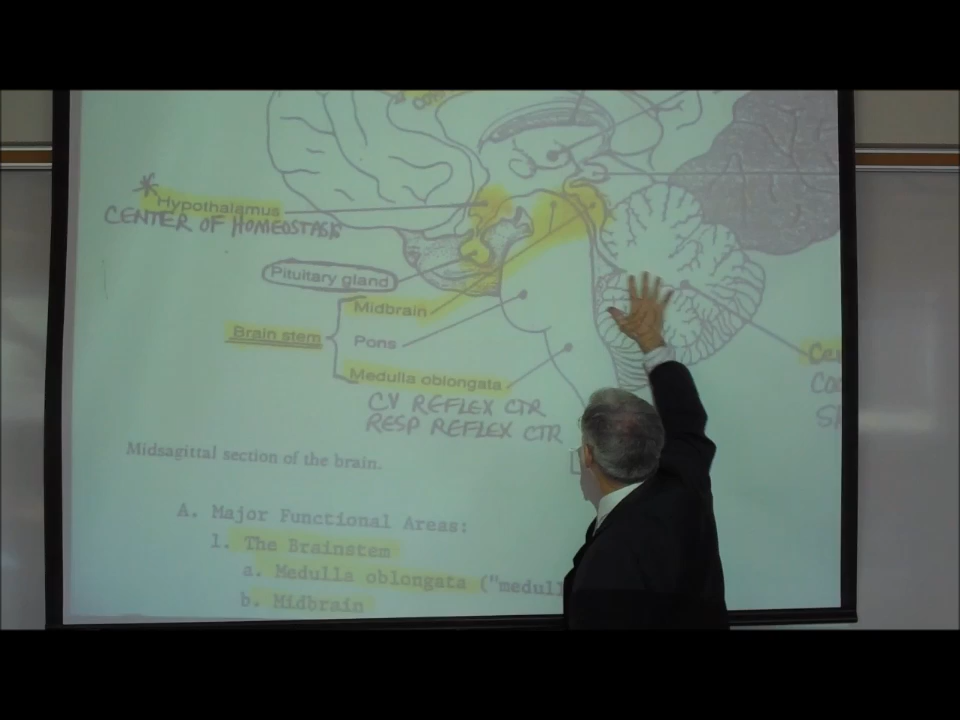 * Hypothalamus
CENTER OF HOMEOSTASIS
Pituitary gland
Midbrain
Brain stem
Pons
Medulla oblongata
CV REFLEX CTR
RESP REFLEX CTR
Midsagittal section of the brain.
A. Major Functional Areas:
1. The Brainstem
a. Medulla oblongata ("medull
b. Midbrain